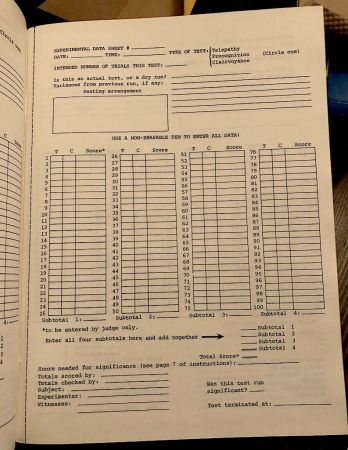 EXPERIMENTAL DATA SHEET #
DATE: TIME: TYPE OF TEST: Telepathy
Precognition (Circle one)
Clairvoyance
INTENDED NUMBER OF TRIALS THIS TEST:
Is this an actual test, or a dry run?
Variances from previous run, if any:
Seating arrangement
USE A NON-ERASABLE PEN TO ENTER ALL DATA!
T C Score* T C Score T C Score T C Score
1 26 51 76
2 27 52 77
3 28 53 78
4 29 54 79
5 30 55 80
6 31 56 81
7 32 57 82
8 33 58 83
9 34 59 84
10 35 60 85
11 36 61 86
12 37 62 87
13 38 63 88
14 39 64 89
15 40 65 90
16 41 66 91
17 42 67 92
18 43 68 93
19 44 69 94
20 45 70 95
21 46 71 96
22 47 72 97
23 48 73 98
24 49 74 99
25 50 75 100
Subtotal 1: Subtotal 2: Subtotal 3: Subtotal 4:
*to be entered by judge only.
Enter all four subtotals here and add together
Subtotal 1
Subtotal 2
Subtotal 3
Subtotal 4
Total Score=
Score needed for significance (see page 7 of instructions):
Totals scored by:
Totals checked by: Was this test run
Subject: significant?
Experimenter:
Witnesses: Test terminated at: